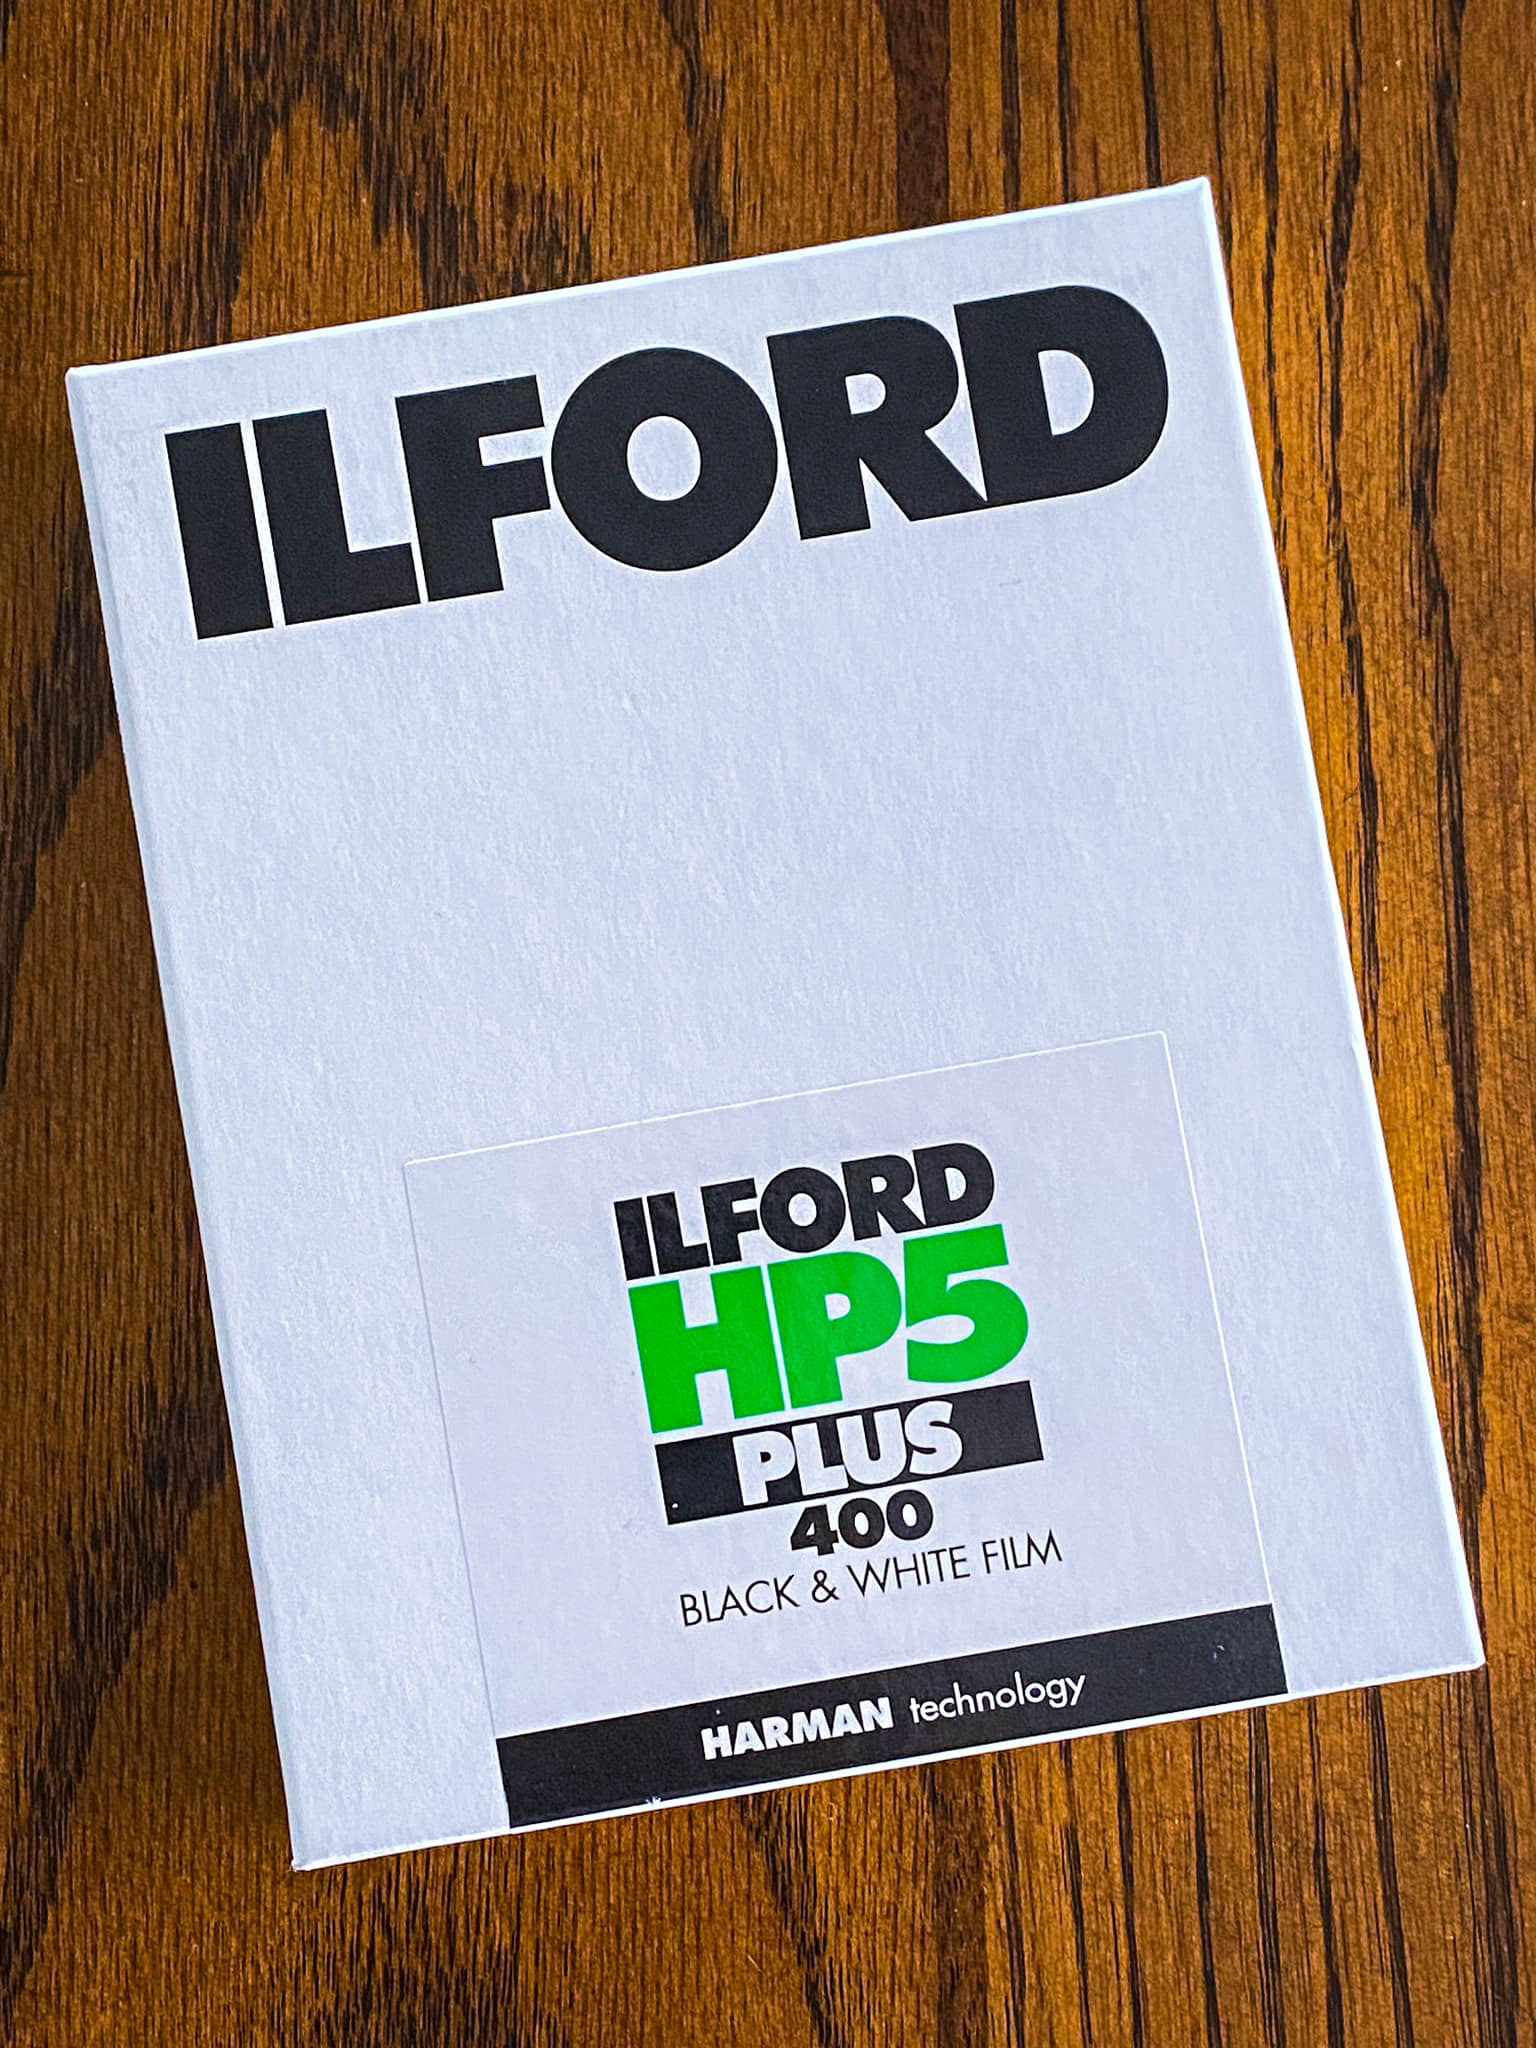 ILFORD
ILFORD
HP5
PLUS
400
BLACK & WHITE FILM
HARMAN technology